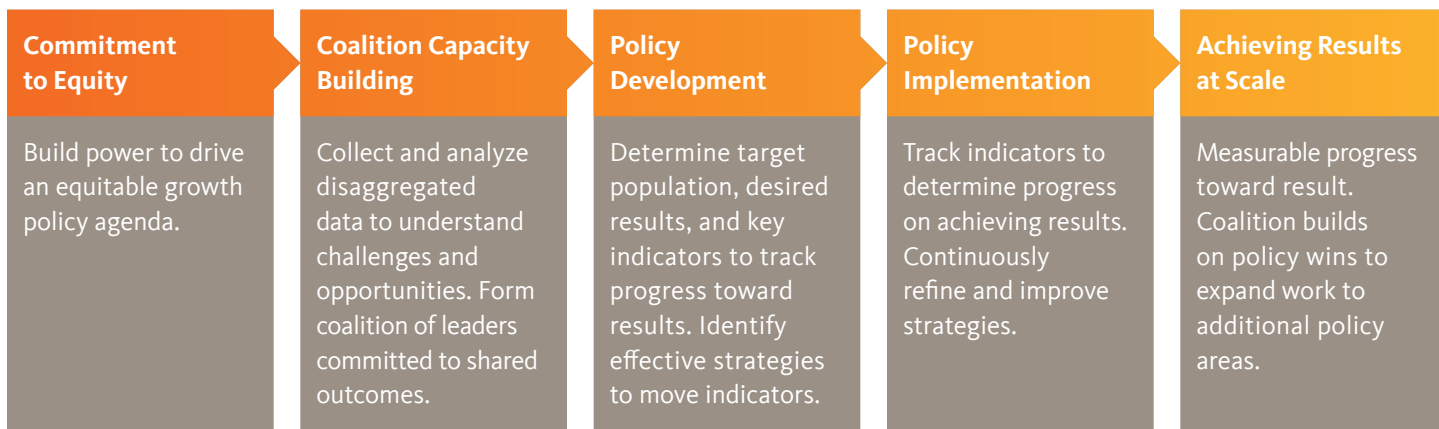 Commitment
to Equity
Build power to drive
an equitable growth
policy agenda.
Coalition Capacity
Building
Collect and analyze
disaggregated
data to understand
challenges and
opportunities. Form
coalition of leaders
committed to shared
outcomes.
Policy
Development
Determine target
population, desired
results, and key
indicators to track
progress toward
results. Identify
effective strategies
to move indicators.
Policy
Implementation
Track indicators to
determine progress
on achieving results.
Continuously
refine and improve
strategies.
Achieving Results
at Scale
Measurable progress
toward result.
Coalition builds
on policy wins to
expand work to
additional policy
areas.